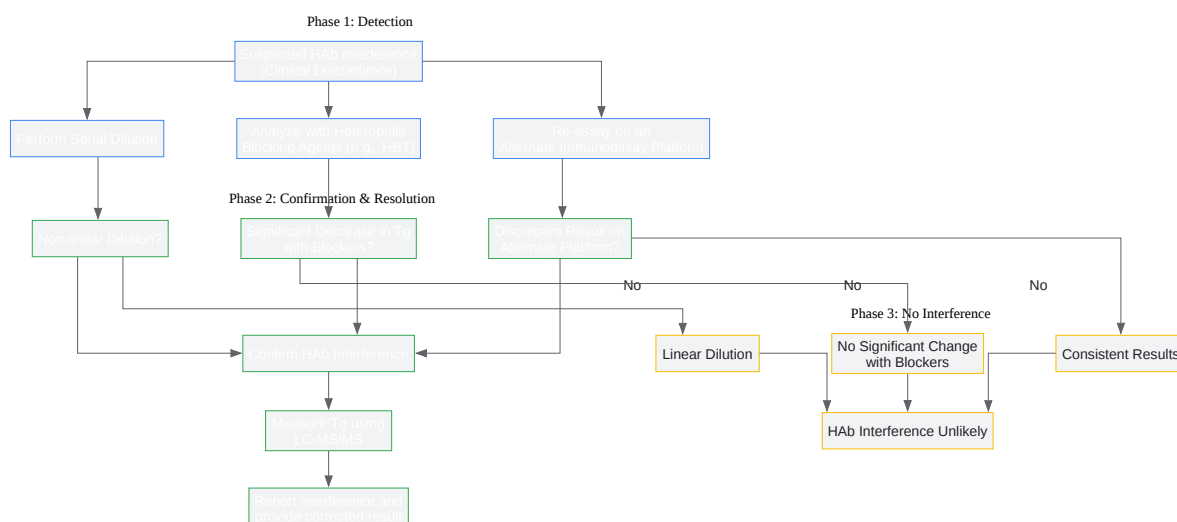 Phase 1: Detection
Suspected HAb Interference
(Clinical Discordance)
Perform Serial Dilution
Analyze with Heterophile
Blocking Agents (e.g., HBT)
Re-assay on an
Alternate Immunoassay Platform
Phase 2: Confirmation & Resolution
Non-linear Dilution?
Significant Decrease in Tg
with Blockers?
Discrepant Result on
Alternate Platform?
No
No
No
Phase 3: No Interference
Confirm HAb Interference
Linear Dilution
No Significant Change
with Blockers
Consistent Results
Measure Tg using
LC-MS/MS
HAb Interference Unlikely
Report Interference and
provide corrected result